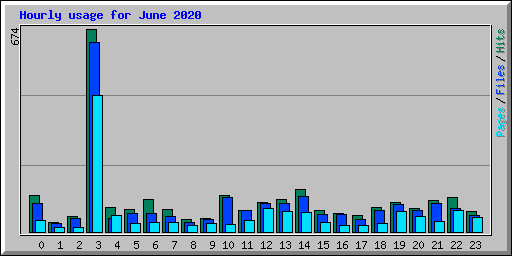 Hourly usage for June 2020
674
Pages/Files/Hits
0 1 2 3 4 5 6 7 8 9 10 11 12 13 14 15 16 17 18 19 20 21 22 23